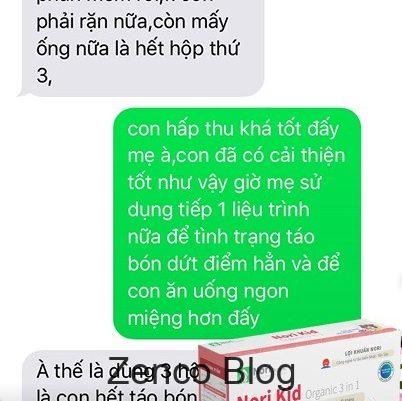 phải rặn nữa,còn mấy
ống nữa là hết hộp thứ
3,
con hấp thu khá tốt đấy
mẹ à,con đã có cải thiện
tốt như vậy giờ mẹ sử
dụng tiếp 1 liệu trình
nữa để tình trạng táo
bón dứt điểm hẳn và để
con ăn uống ngon
miệng hơn đấy
À thế là dùng 3 hộ
là con hết táo bón
Zenco Blog
LỢI KHUẨN NORI
Nori Kid
Organic 3 in 1